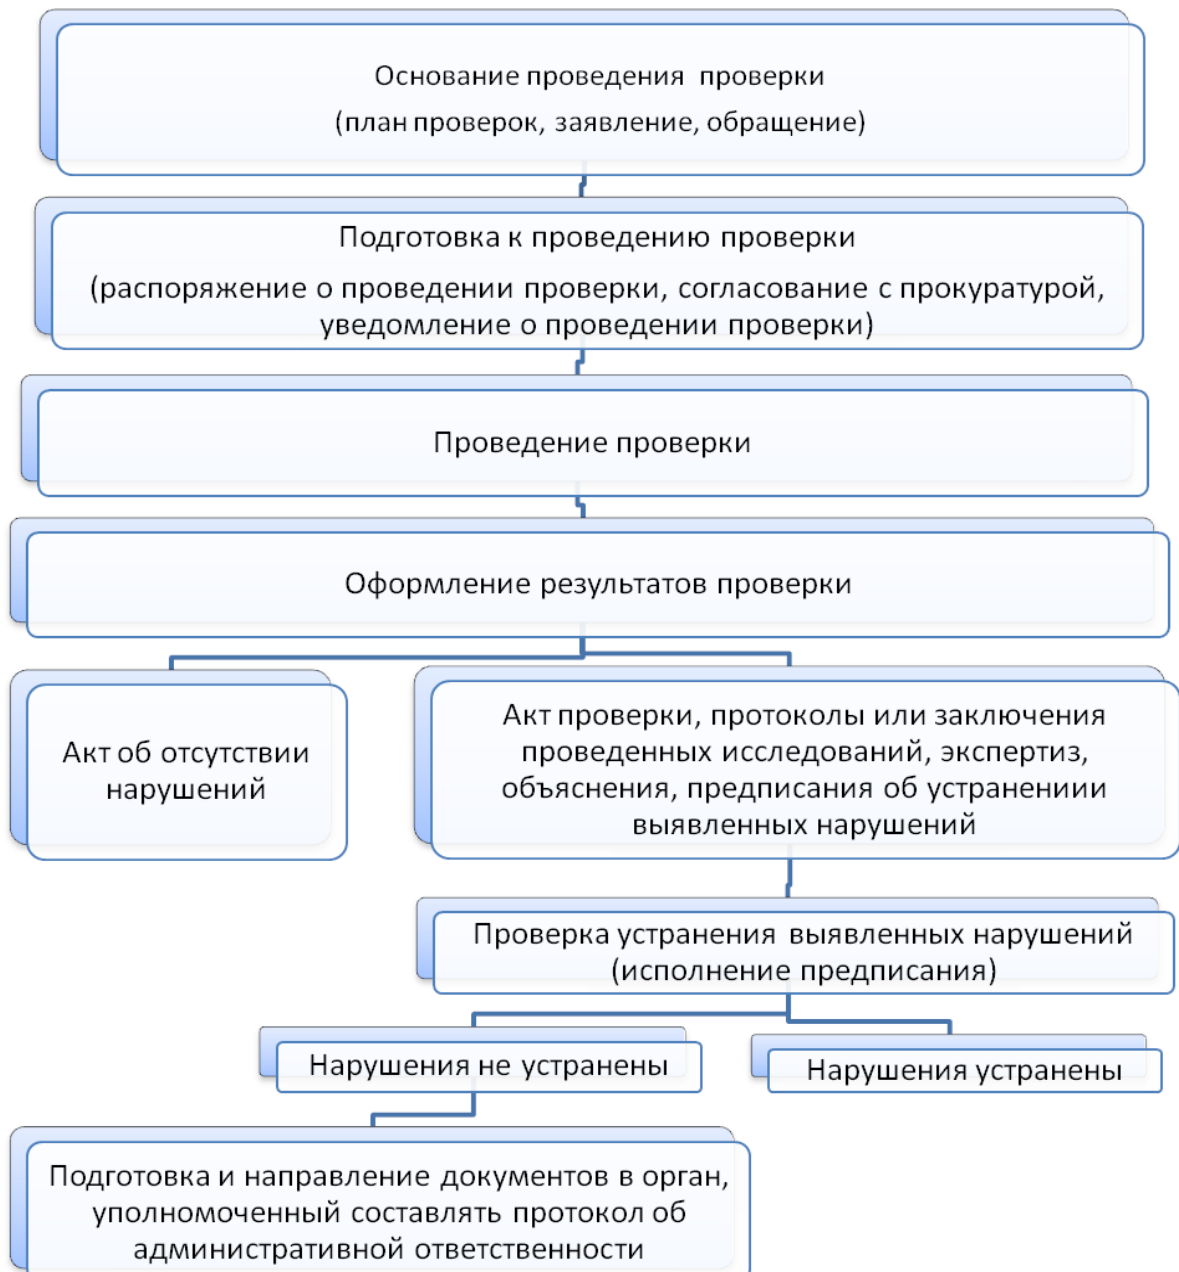 Основание проведения проверки
(план проверок, заявление, обращение)
Подготовка к проведению проверки
(распоряжение о проведении проверки, согласование с прокуратурой,
уведомление о проведении проверки)
Проведение проверки
Оформление результатов проверки
Акт об отсутствии
нарушений
Акт проверки, протоколы или заключения
проведенных исследований, экспертиз,
объяснения, предписания об устранениии
выявленных нарушений
Проверка устранения выявленных нарушений
(исполнение предписания)
Нарушения не устранены
Нарушения устранены
Подготовка и направление документов в орган,
уполномоченный составлять протокол об
административной ответственности